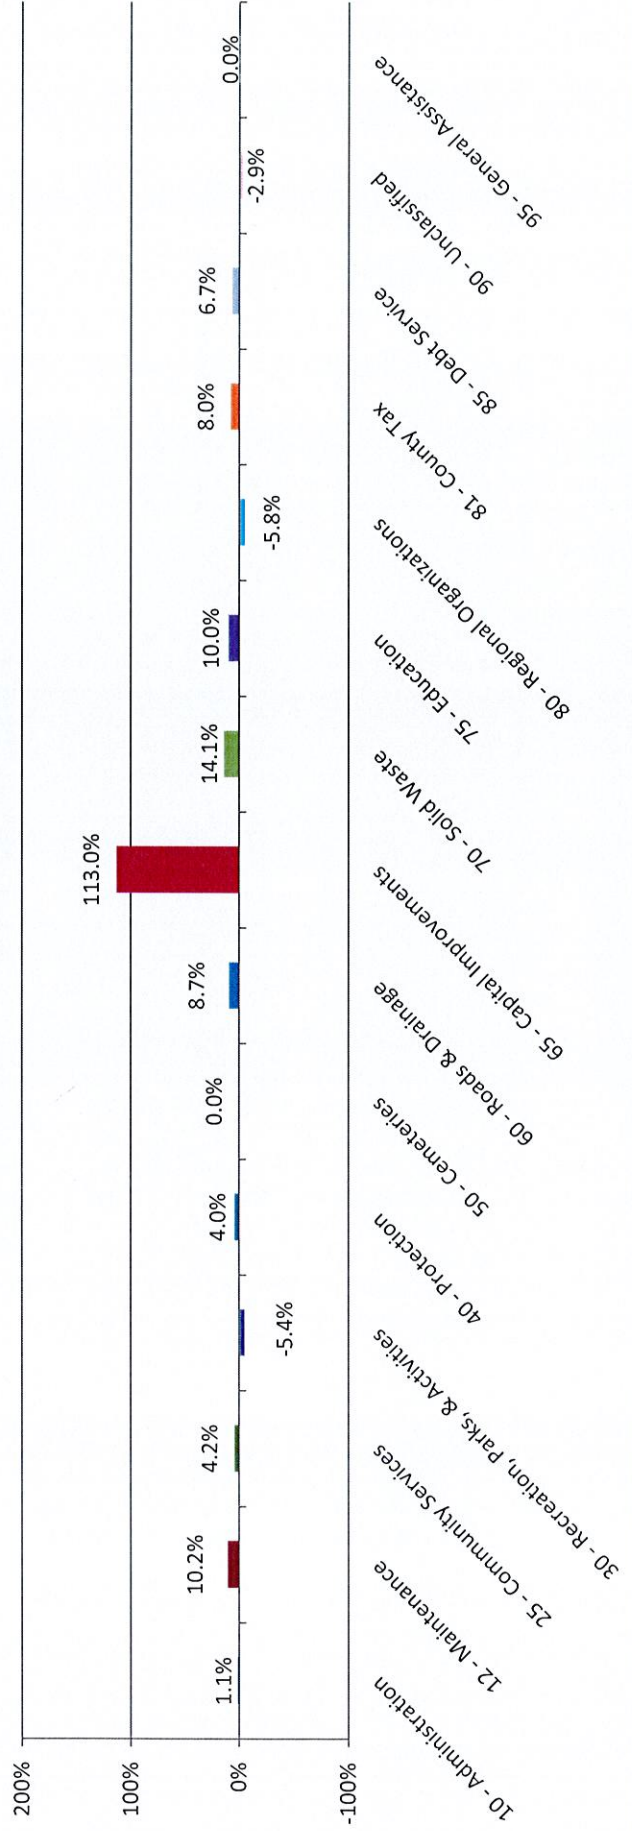 200%
100%
0%
-100%
1.1%
10.2%
4.2%
-5.4%
4.0%
0.0%
8.7%
113.0%
14.1%
10.0%
-5.8%
8.0%
6.7%
-2.9%
0.0%
10 - Administration
12 - Maintenance
25 - Community Services
30 - Recreation, Parks, & Activities
40 - Protection
50 - Cemeteries
60 - Roads & Drainage
65 - Capital Improvements
70 - Solid Waste
75 - Education
80 - Regional Organizations
81 - County Tax
85 - Debt Service
90 - Unclassified
95 - General Assistance